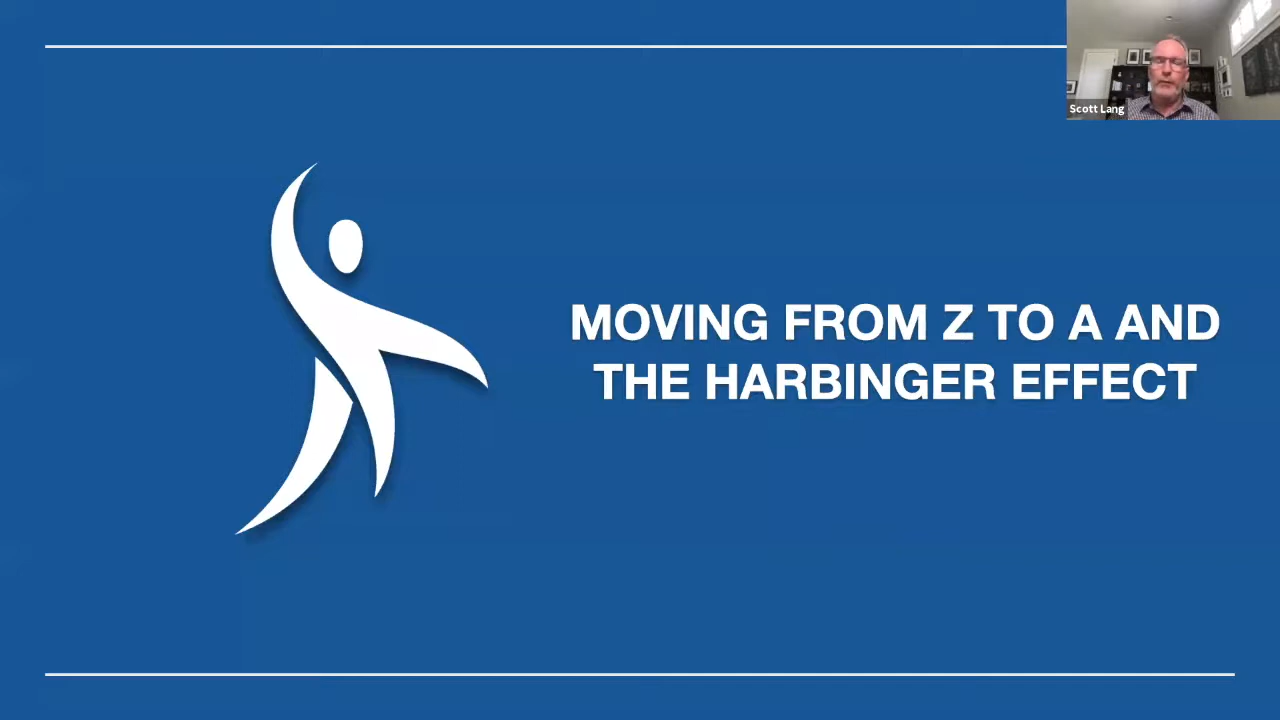 Scott Lang
MOVING FROM Z TO A AND
THE HARBINGER EFFECT